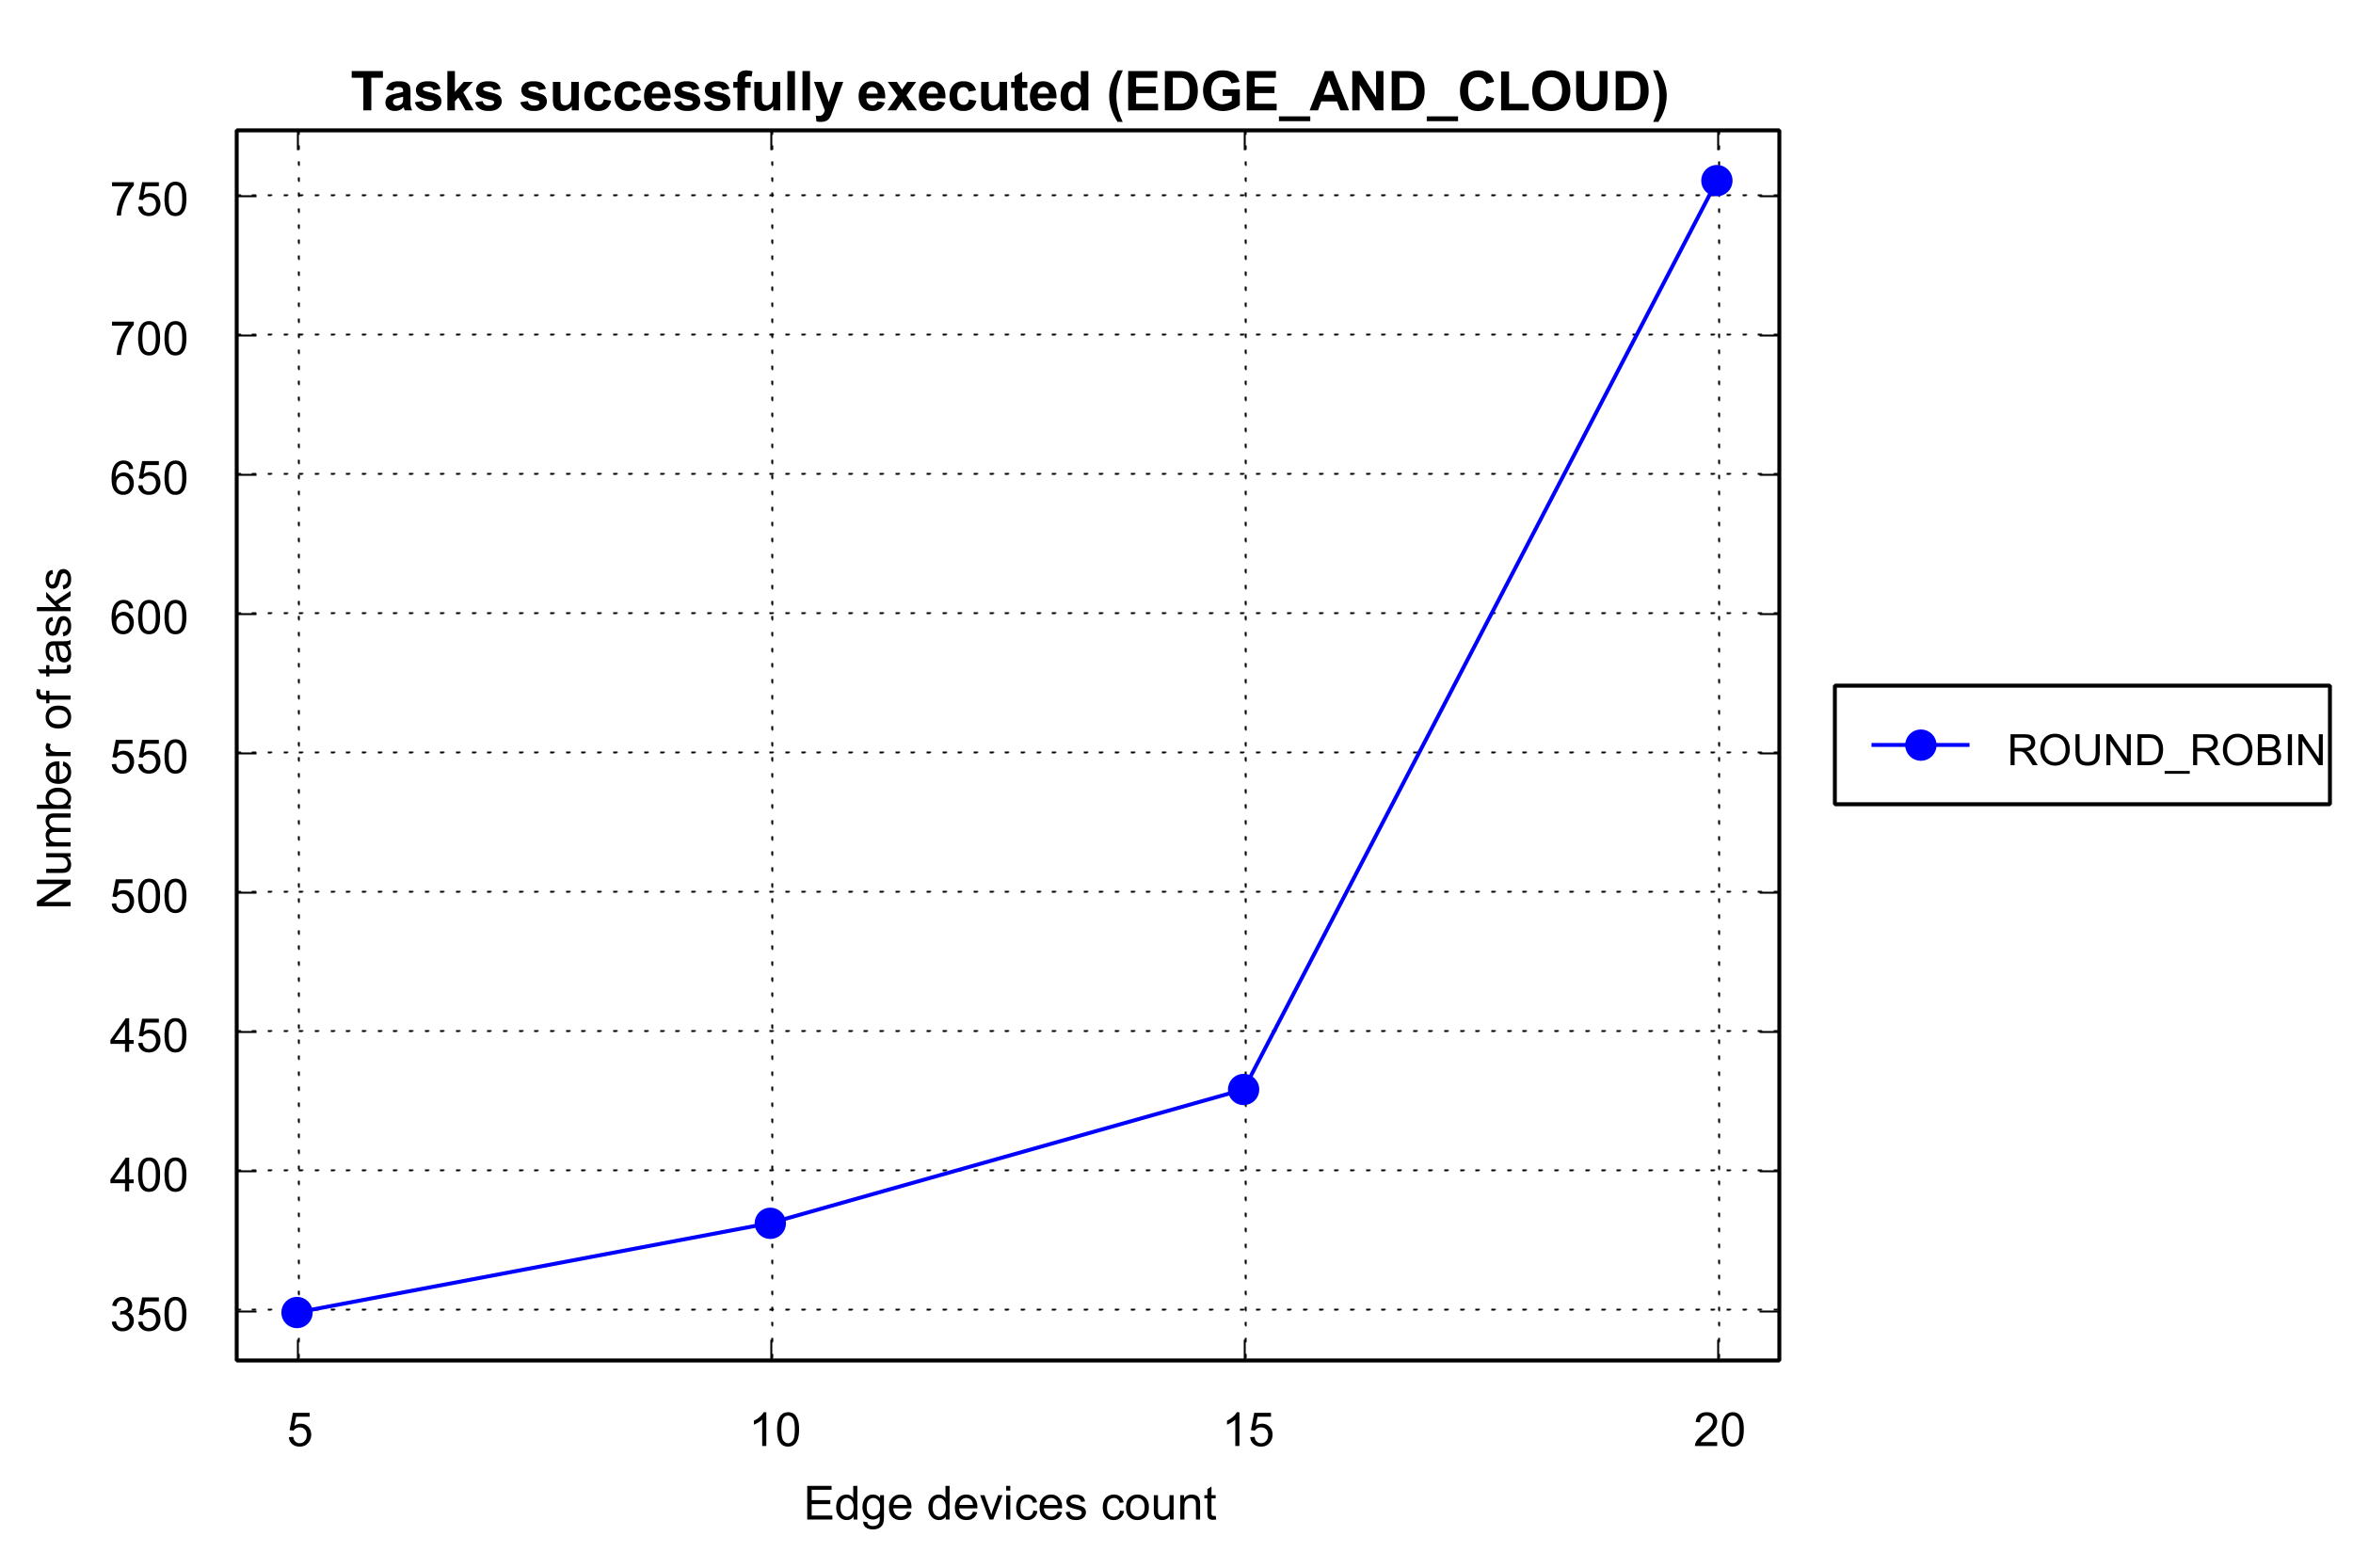 Tasks successfully executed (EDGE_AND_CLOUD)
750
700
650
600
550
500
450
400
350
Number of tasks
5 10 15 20
Edge devices count
ROUND_ROBIN